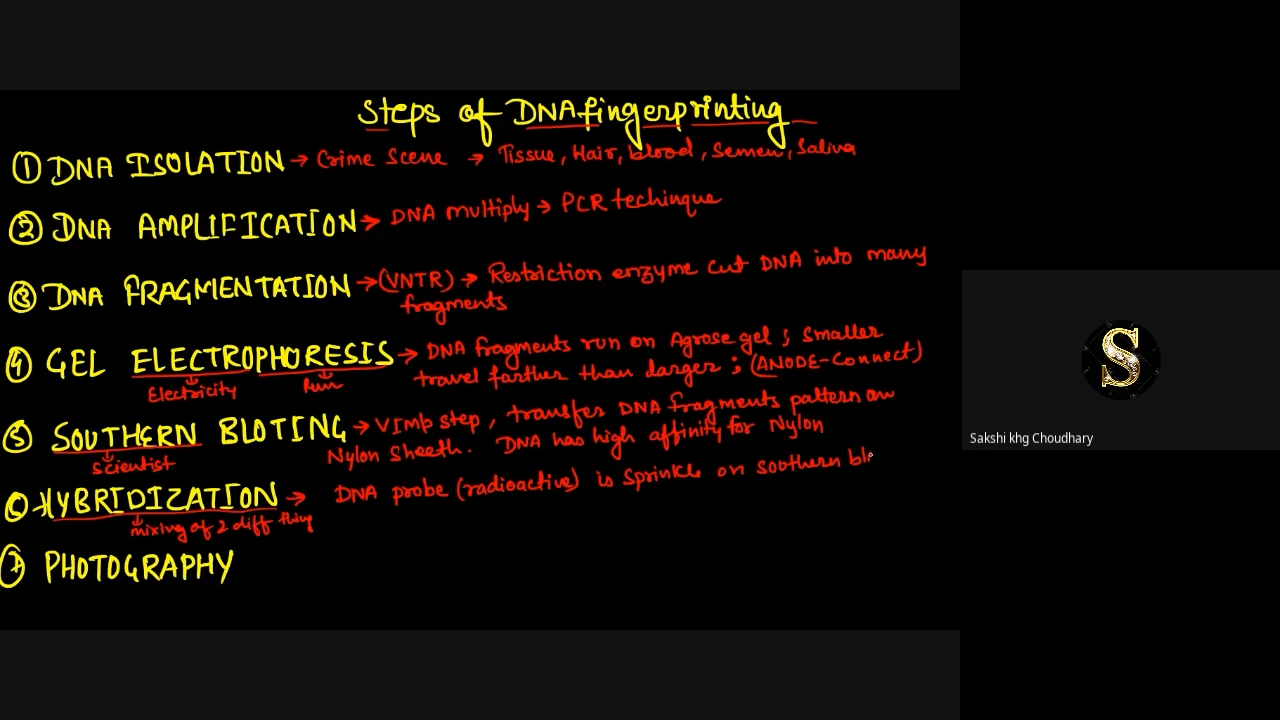 Steps of DNA fingerprinting
① DNA ISOLATION → Crime Scene → Tissue, Hair, blood, Semen, Saliva
② DNA AMPLIFICATION → DNA multiply → PCR techinque
③ DNA FRAGMENTATION → (VNTR) → Restriction enzyme cut DNA into many
fragments
④ GEL ELECTROPHORESIS → DNA fragments run on Agrose gel ; smaller
travel farther than larger ; (ANODE-Connect)
Electricity Run
⑤ SOUTHERN BLOTING → VImb step, transfer DNA fragments pattern on
Nylon Sheeth. DNA has high affinity for Nylon
scientist
⑥ HYBRIDIZATION → DNA probe (radioactive) is sprinkle on southern bl
mixing of 2 diff thing
⑦ PHOTOGRAPHY
S
Sakshi khg Choudhary